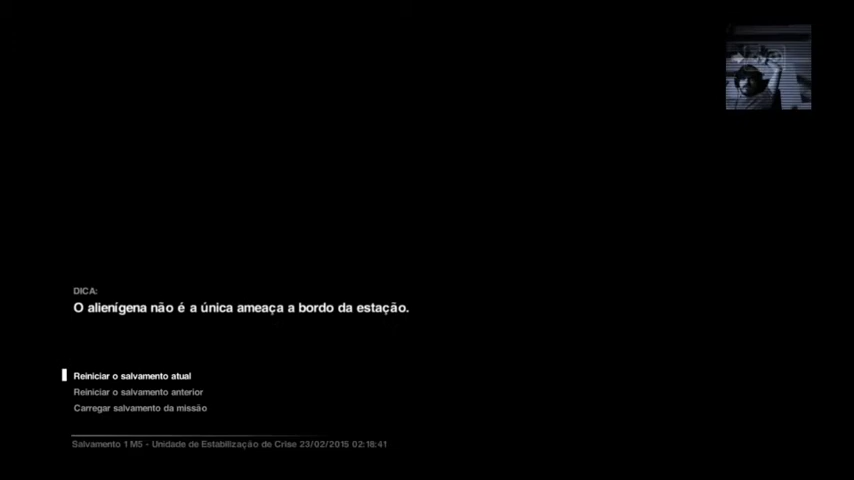 DICA:
O alienígena não é a única ameaça a bordo da estação.
Reiniciar o salvamento atual
Reiniciar o salvamento anterior
Carregar salvamento da missão
Salvamento 1 M5 - Unidade de Estabilização de Crise 23/02/2015 02:18:41